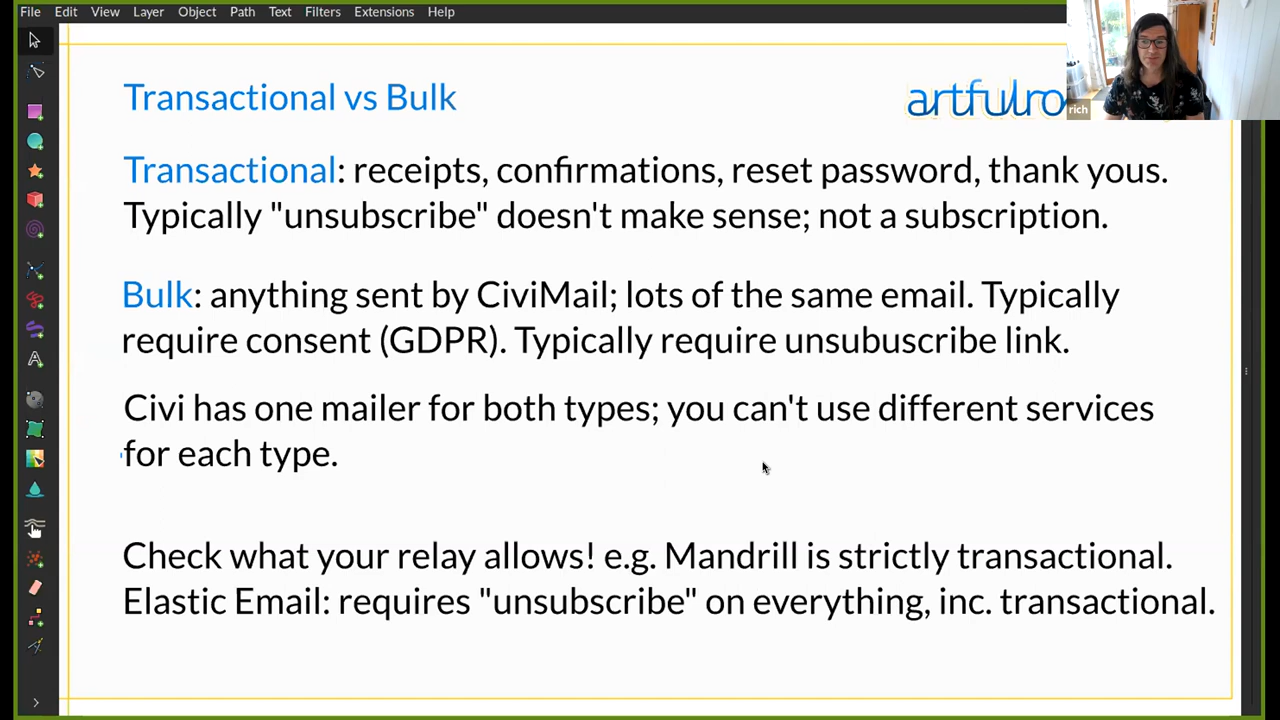 File Edit View Layer Object Path Text Filters Extensions Help
Transactional vs Bulk
artfulro
rich
Transactional: receipts, confirmations, reset password, thank yous.
Typically "unsubscribe" doesn't make sense; not a subscription.
Bulk: anything sent by CiviMail; lots of the same email. Typically
require consent (GDPR). Typically require unsubuscribe link.
Civi has one mailer for both types; you can't use different services
for each type.
Check what your relay allows! e.g. Mandrill is strictly transactional.
Elastic Email: requires "unsubscribe" on everything, inc. transactional.